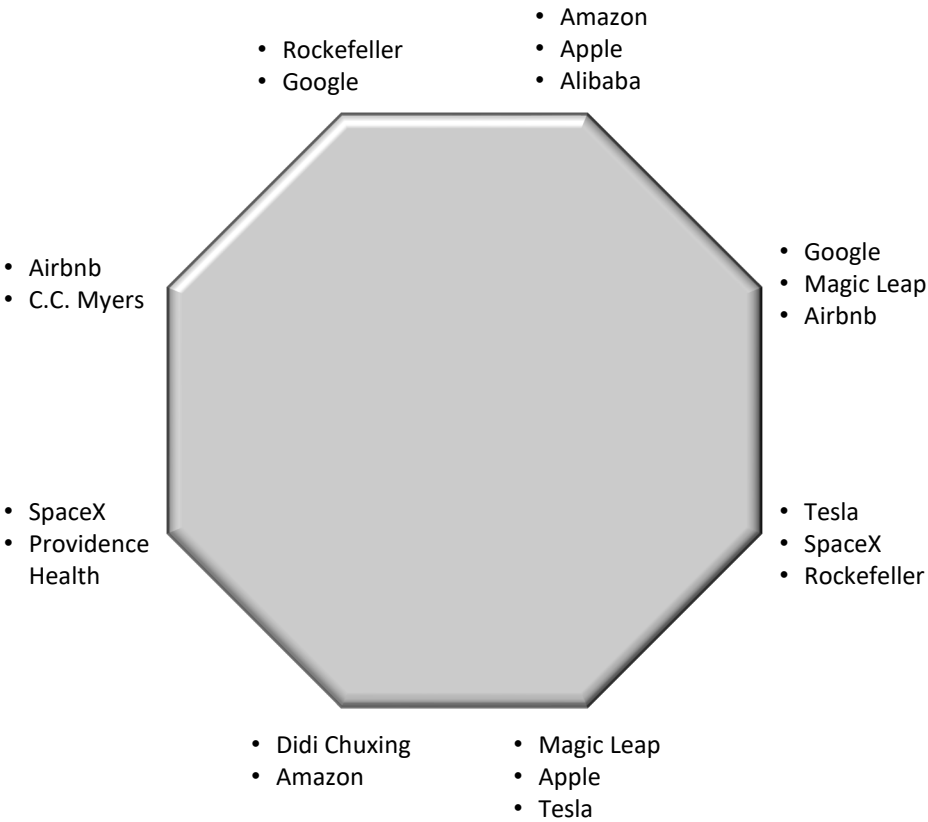 • Amazon
• Apple
• Alibaba
• Rockefeller
• Google
• Google
• Magic Leap
• Airbnb
• Airbnb
• C.C. Myers
• SpaceX
• Providence
Health
• Tesla
• SpaceX
• Rockefeller
• Didi Chuxing
• Amazon
• Magic Leap
• Apple
• Tesla